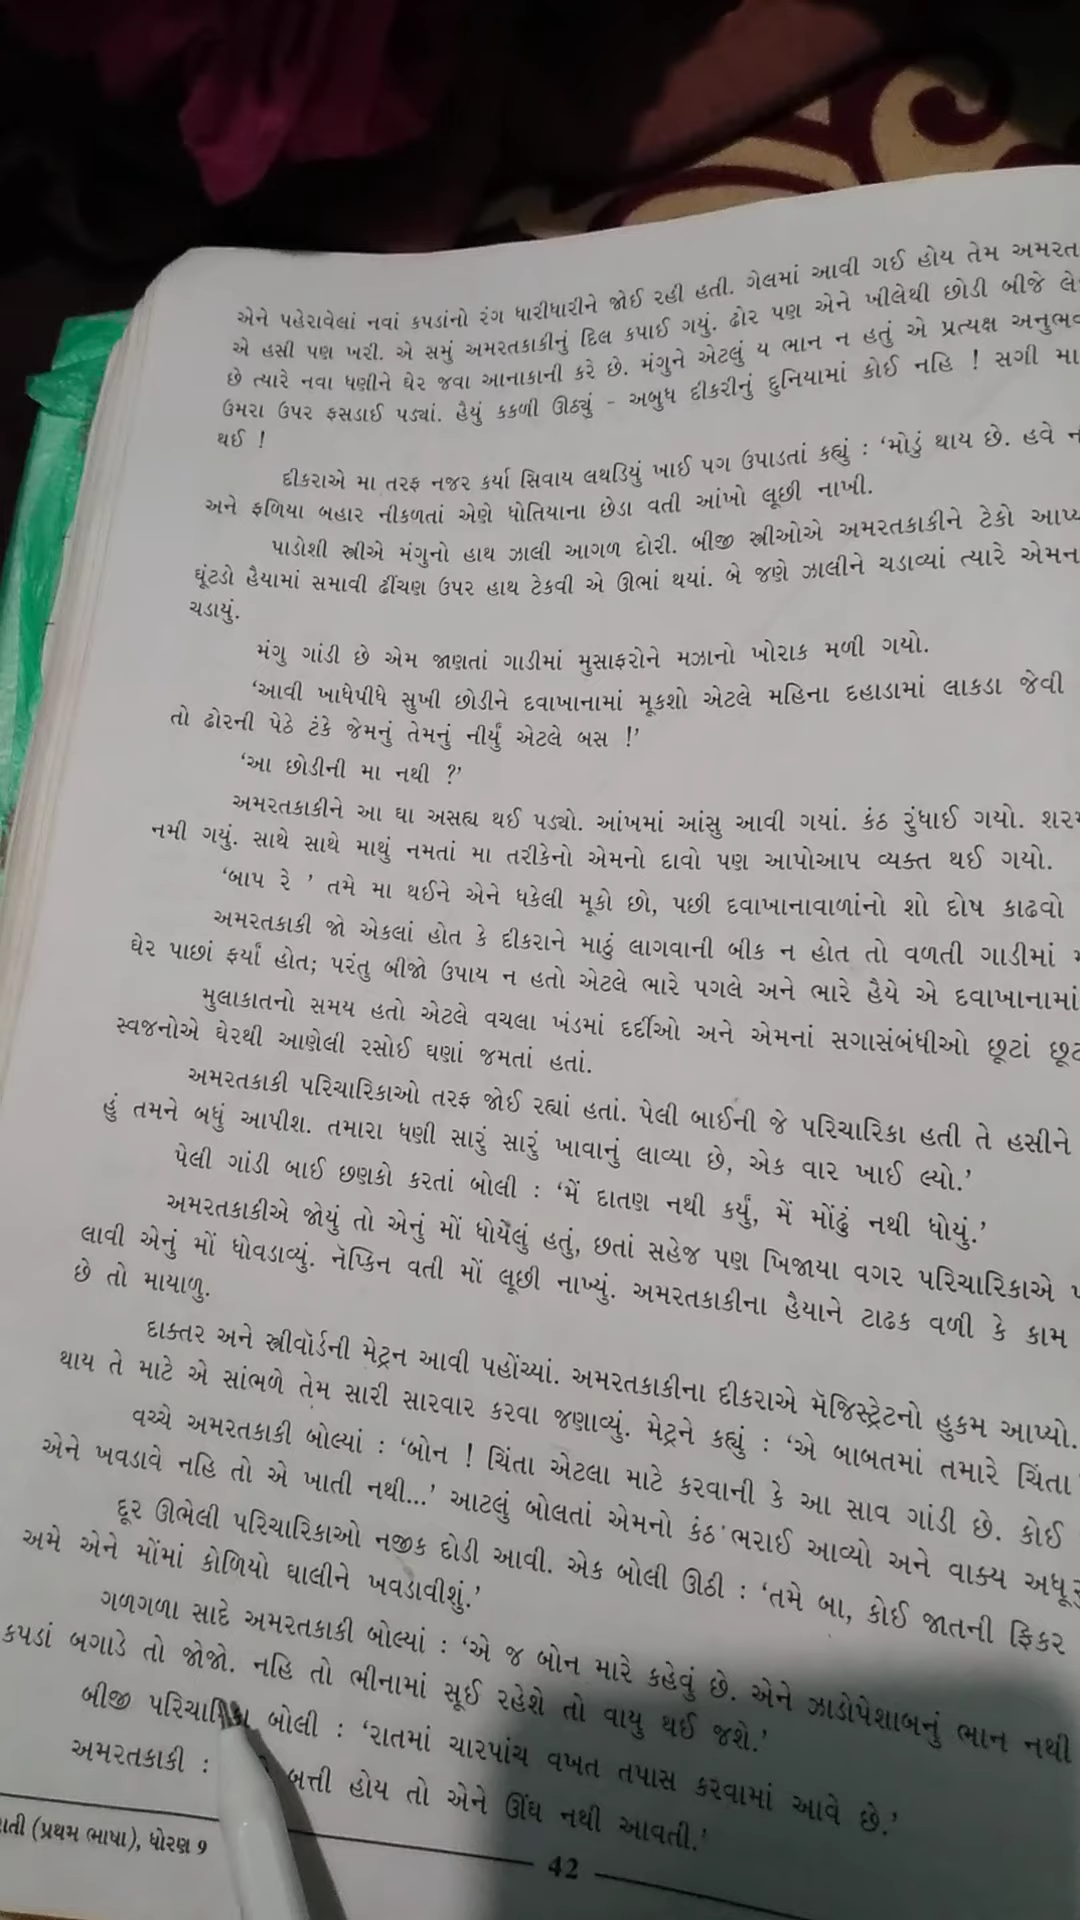 એને પહેરાવેલાં નવાં કપડાંનો રંગ ધારીધારીને જોઈ રહી હતી. ગેલમાં આવી ગઈ હોય તેમ અમરત
એ હસી પણ ખરી. એ સમું અમરતકાકીનું દિલ કપાઈ ગયું. ઢોર પણ એને ખીલેથી છોડી બીજે લે
છે ત્યારે નવા ધણીને ઘેર જવા આનાકાની કરે છે. મંગુને એટલું ય ભાન ન હતું એ પ્રત્યક્ષ અનુભવ
ઉમરા ઉપર ફસડાઈ પડ્યાં. હૈયું કકળી ઊઠ્યું - અબુધ દીકરીનું દુનિયામાં કોઈ નહિ ! સગી મા
થઈ !
દીકરાએ મા તરફ નજર કર્યા સિવાય લથડિયું ખાઈ પગ ઉપાડતાં કહ્યું : ‘મોડું થાય છે. હવે
અને ફળિયા બહાર નીકળતાં એણે ધોતિયાના છેડા વતી આંખો લૂછી નાખી.
પાડોશી સ્ત્રીએ મંગુનો હાથ ઝાલી આગળ દોરી. બીજી સ્ત્રીઓએ અમરતકાકીને ટેકો આપ્ય
ઘૂંટડો હૈયામાં સમાવી ઢીંચણ ઉપર હાથ ટેકવી એ ઊભાં થયાં. બે જણે ઝાલીને ચડાવ્યાં ત્યારે એમન
ચડાયું.
મંગુ ગાંડી છે એમ જાણતાં ગાડીમાં મુસાફરોને મઝાનો ખોરાક મળી ગયો.
‘આવી ખાધેપીધે સુખી છોડીને દવાખાનામાં મૂકશો એટલે મહિના દહાડામાં લાકડા જેવી
તો ઢોરની પેઠે ટંકે જેમનું તેમનું નીર્યું એટલે બસ !’
‘આ છોડીની મા નથી ?’
અમરતકાકીને આ ઘા અસહ્ય થઈ પડ્યો. આંખમાં આંસુ આવી ગયાં. કંઠ રુંધાઈ ગયો. શરમ
નમી ગયું. સાથે સાથે માથું નમતાં મા તરીકેનો એમનો દાવો પણ આપોઆપ વ્યક્ત થઈ ગયો.
‘બાપ રે ’ તમે મા થઈને એને ધકેલી મૂકો છો, પછી દવાખાનાવાળાંનો શો દોષ કાઢવો
અમરતકાકી જો એકલાં હોત કે દીકરાને માઠું લાગવાની બીક ન હોત તો વળતી ગાડીમાં
ઘેર પાછાં ફર્યાં હોત; પરંતુ બીજો ઉપાય ન હતો એટલે ભારે પગલે અને ભારે હૈયે એ દવાખાનામાં
મુલાકાતનો સમય હતો એટલે વચલા ખંડમાં દર્દીઓ અને એમનાં સગાસંબંધીઓ છૂટાં છૂટ
સ્વજનોએ ઘેરથી આણેલી રસોઈ ઘણાં જમતાં હતાં.
અમરતકાકી પરિચારિકાઓ તરફ જોઈ રહ્યાં હતાં. પેલી બાઈની જે પરિચારિકા હતી તે હસીને
હું તમને બધું આપીશ. તમારા ધણી સારું સારું ખાવાનું લાવ્યા છે, એક વાર ખાઈ લ્યો.’
પેલી ગાંડી બાઈ છણકો કરતાં બોલી : ‘મેં દાતણ નથી કર્યું, મેં મોંઢું નથી ધોયું.’
અમરતકાકીએ જોયું તો એનું મોં ધોયેલું હતું, છતાં સહેજ પણ ખિજાયા વગર પરિચારિકાએ
લાવી એનું મોં ધોવડાવ્યું. નૅપ્કિન વતી મોં લૂછી નાખ્યું. અમરતકાકીના હૈયાને ટાઢક વળી કે કામ
છે તો માયાળુ.
દાક્તર અને સ્ત્રીવૉર્ડની મેટ્રન આવી પહોંચ્યાં. અમરતકાકીના દીકરાએ મૅજિસ્ટ્રેટનો હુકમ આપ્યો.
થાય તે માટે એ સાંભળે તેમ સારી સારવાર કરવા જણાવ્યું. મેટ્રને કહ્યું : ‘એ બાબતમાં તમારે ચિંતા
વચ્ચે અમરતકાકી બોલ્યાં : ‘બોન ! ચિંતા એટલા માટે કરવાની કે આ સાવ ગાંડી છે. કોઈ
એને ખવડાવે નહિ તો એ ખાતી નથી...’ આટલું બોલતાં એમનો કંઠ ભરાઈ આવ્યો અને વાક્ય અધૂરું
દૂર ઊભેલી પરિચારિકાઓ નજીક દોડી આવી. એક બોલી ઊઠી : ‘તમે બા, કોઈ જાતની ફિકર
અમે એને મોંમાં કોળિયો ઘાલીને ખવડાવીશું.’
ગળગળા સાદે અમરતકાકી બોલ્યાં : ‘એ જ બોન મારે કહેવું છે. એને ઝાડોપેશાબનું ભાન નથી
કપડાં બગાડે તો જોજો. નહિ તો ભીનામાં સૂઈ રહેશે તો વાયુ થઈ જશે.’
બીજી પરિચારિકા બોલી : ‘રાતમાં ચારપાંચ વખત તપાસ કરવામાં આવે છે.’
અમરતકાકી : બત્તી હોય તો એને ઊંઘ નથી આવતી.’
રાતી (પ્રથમ ભાષા), ધોરણ ૭
42